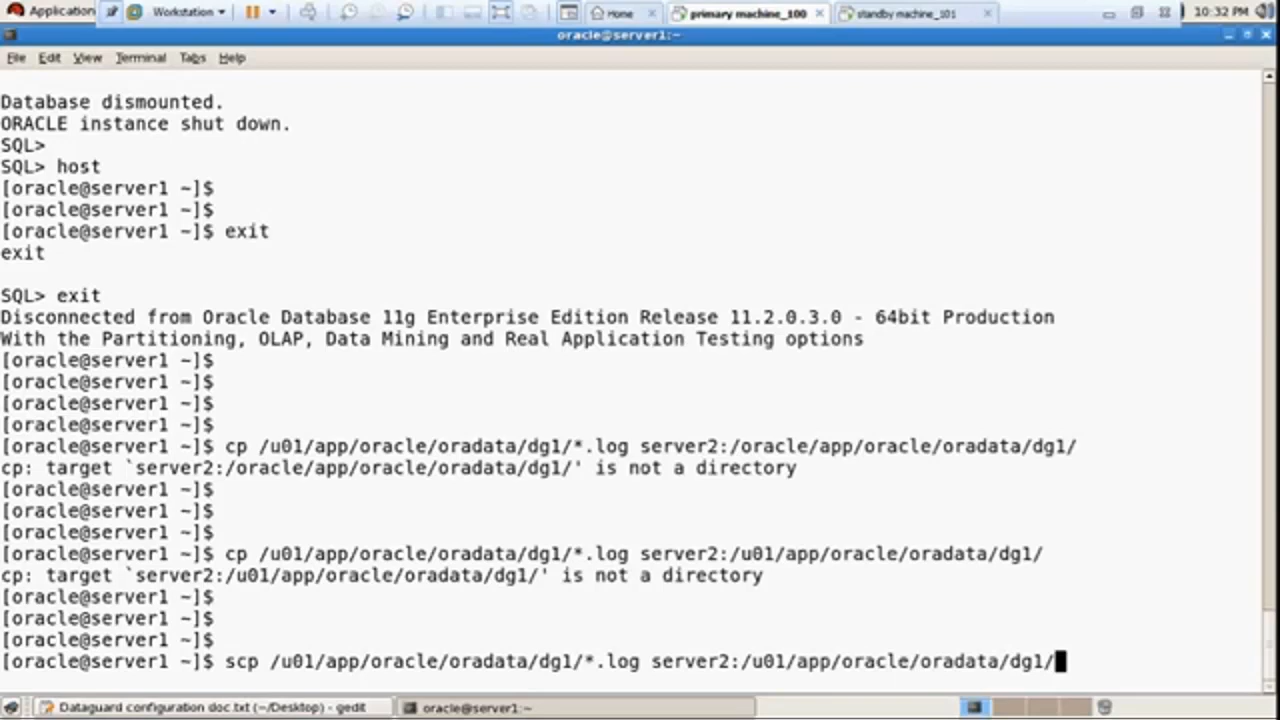 Application
Workstation
Home
primary machine_100
standby machine_101
10:32 PM
oracle@server1:~
File Edit View Terminal Tabs Help
Database dismounted.
ORACLE instance shut down.
SQL>
SQL> host
[oracle@server1 ~]$
[oracle@server1 ~]$
[oracle@server1 ~]$ exit
exit
SQL> exit
Disconnected from Oracle Database 11g Enterprise Edition Release 11.2.0.3.0 - 64bit Production
With the Partitioning, OLAP, Data Mining and Real Application Testing options
[oracle@server1 ~]$
[oracle@server1 ~]$
[oracle@server1 ~]$
[oracle@server1 ~]$
[oracle@server1 ~]$ cp /u01/app/oracle/oradata/dg1/*.log server2:/oracle/app/oracle/oradata/dg1/
cp: target `server2:/oracle/app/oracle/oradata/dg1/' is not a directory
[oracle@server1 ~]$
[oracle@server1 ~]$
[oracle@server1 ~]$
[oracle@server1 ~]$ cp /u01/app/oracle/oradata/dg1/*.log server2:/u01/app/oracle/oradata/dg1/
cp: target `server2:/u01/app/oracle/oradata/dg1/' is not a directory
[oracle@server1 ~]$
[oracle@server1 ~]$
[oracle@server1 ~]$
[oracle@server1 ~]$ scp /u01/app/oracle/oradata/dg1/*.log server2:/u01/app/oracle/oradata/dg1/
Dataguard configuration doc.txt (~/Desktop) - gedit
oracle@server1:~